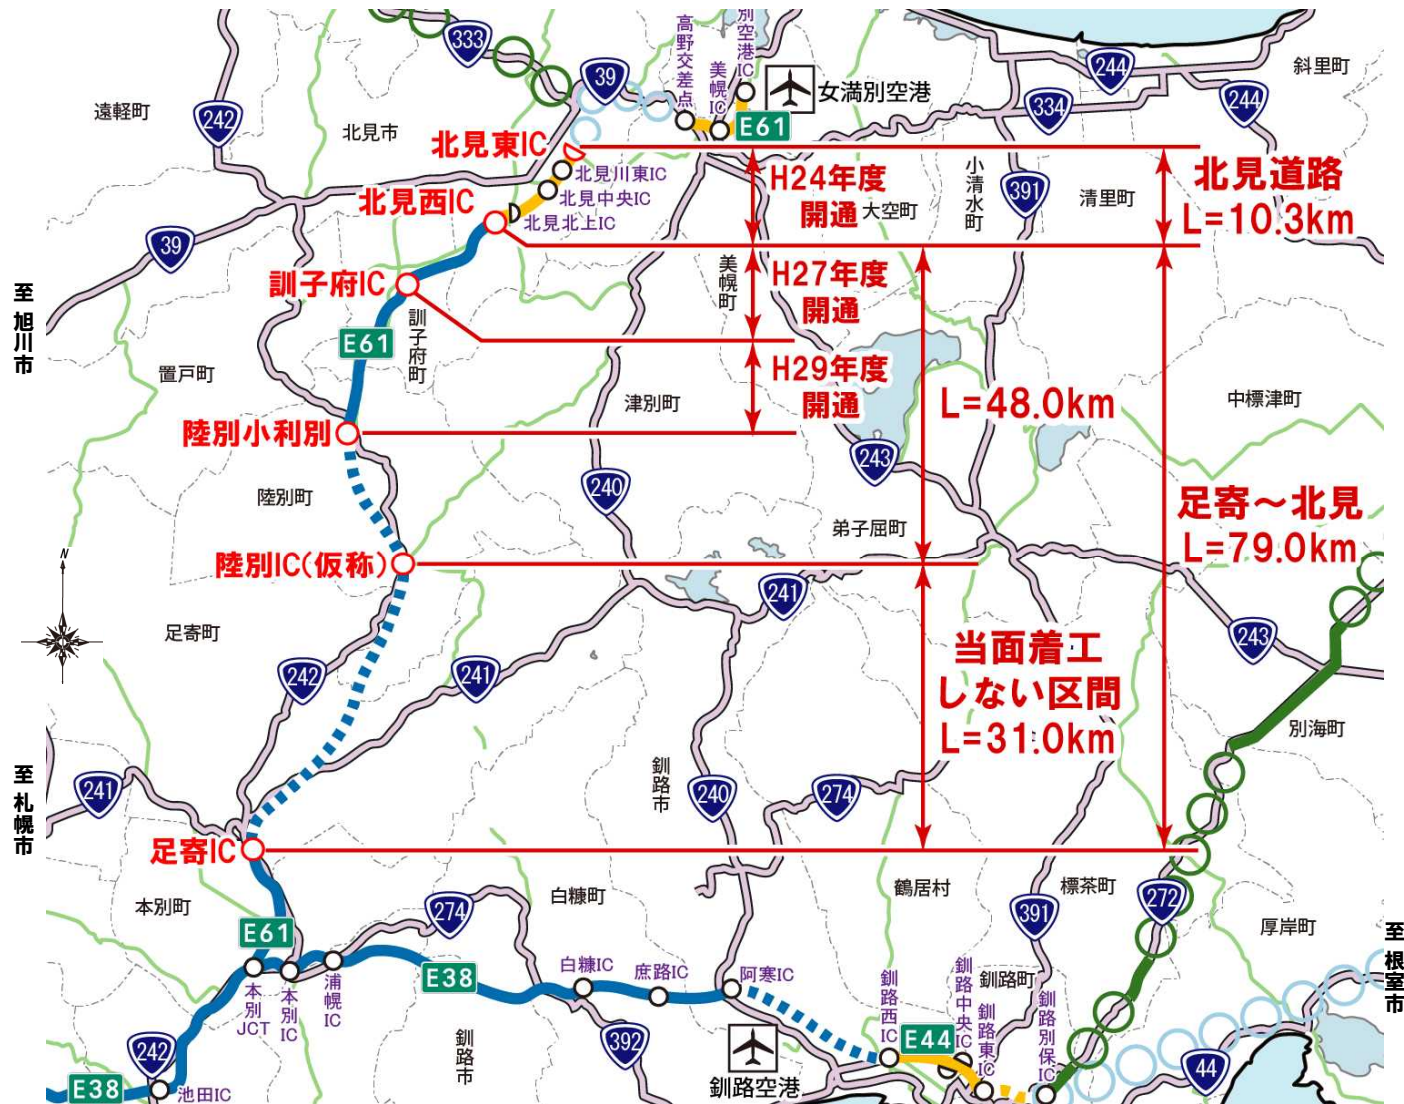 333
39
高野交差点
美幌IC
別空港IC
女満別空港
E61
244
斜里町
244
334
遠軽町
242
北見市
北見東IC
北見川東IC
北見中央IC
北見北上IC
北見西IC
H24年度
開通
大空町
小清水町
391
清里町
北見道路
L=10.3km
39
訓子府IC
訓子府町
美幌町
H27年度
開通
至 旭川市
E61
置戸町
H29年度
開通
津別町
L=48.0km
中標津町
陸別小利別
243
240
陸別町
弟子屈町
足寄～北見
L=79.0km
陸別IC(仮称)
241
N
足寄町
242
241
当面着工
しない区間
L=31.0km
243
別海町
至 札幌市
241
釧路市
240
274
足寄IC
本別町
274
白糠町
鶴居村
391
標茶町
272
厚岸町
至 根室市
E61
本別JCT
本別IC
浦幌IC
E38
白糠IC
庶路IC
阿寒IC
釧路西IC
釧路中央IC
釧路町
釧路東IC
釧路別保IC
E44
242
釧路市
392
釧路空港
44
E38
池田IC